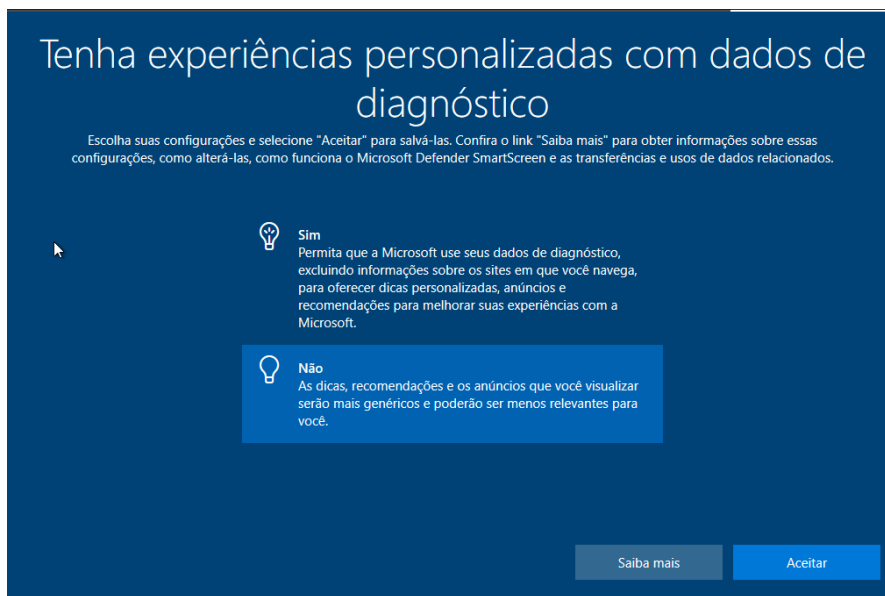 Tenha experiências personalizadas com dados de
diagnóstico
Escolha suas configurações e selecione "Aceitar" para salvá-las. Confira o link "Saiba mais" para obter informações sobre essas
configurações, como alterá-las, como funciona o Microsoft Defender SmartScreen e as transferências e usos de dados relacionados.
Sim
Permita que a Microsoft use seus dados de diagnóstico,
excluindo informações sobre os sites em que você navega,
para oferecer dicas personalizadas, anúncios e
recomendações para melhorar suas experiências com a
Microsoft.
Não
As dicas, recomendações e os anúncios que você visualizar
serão mais genéricos e poderão ser menos relevantes para
você.
Saiba mais
Aceitar